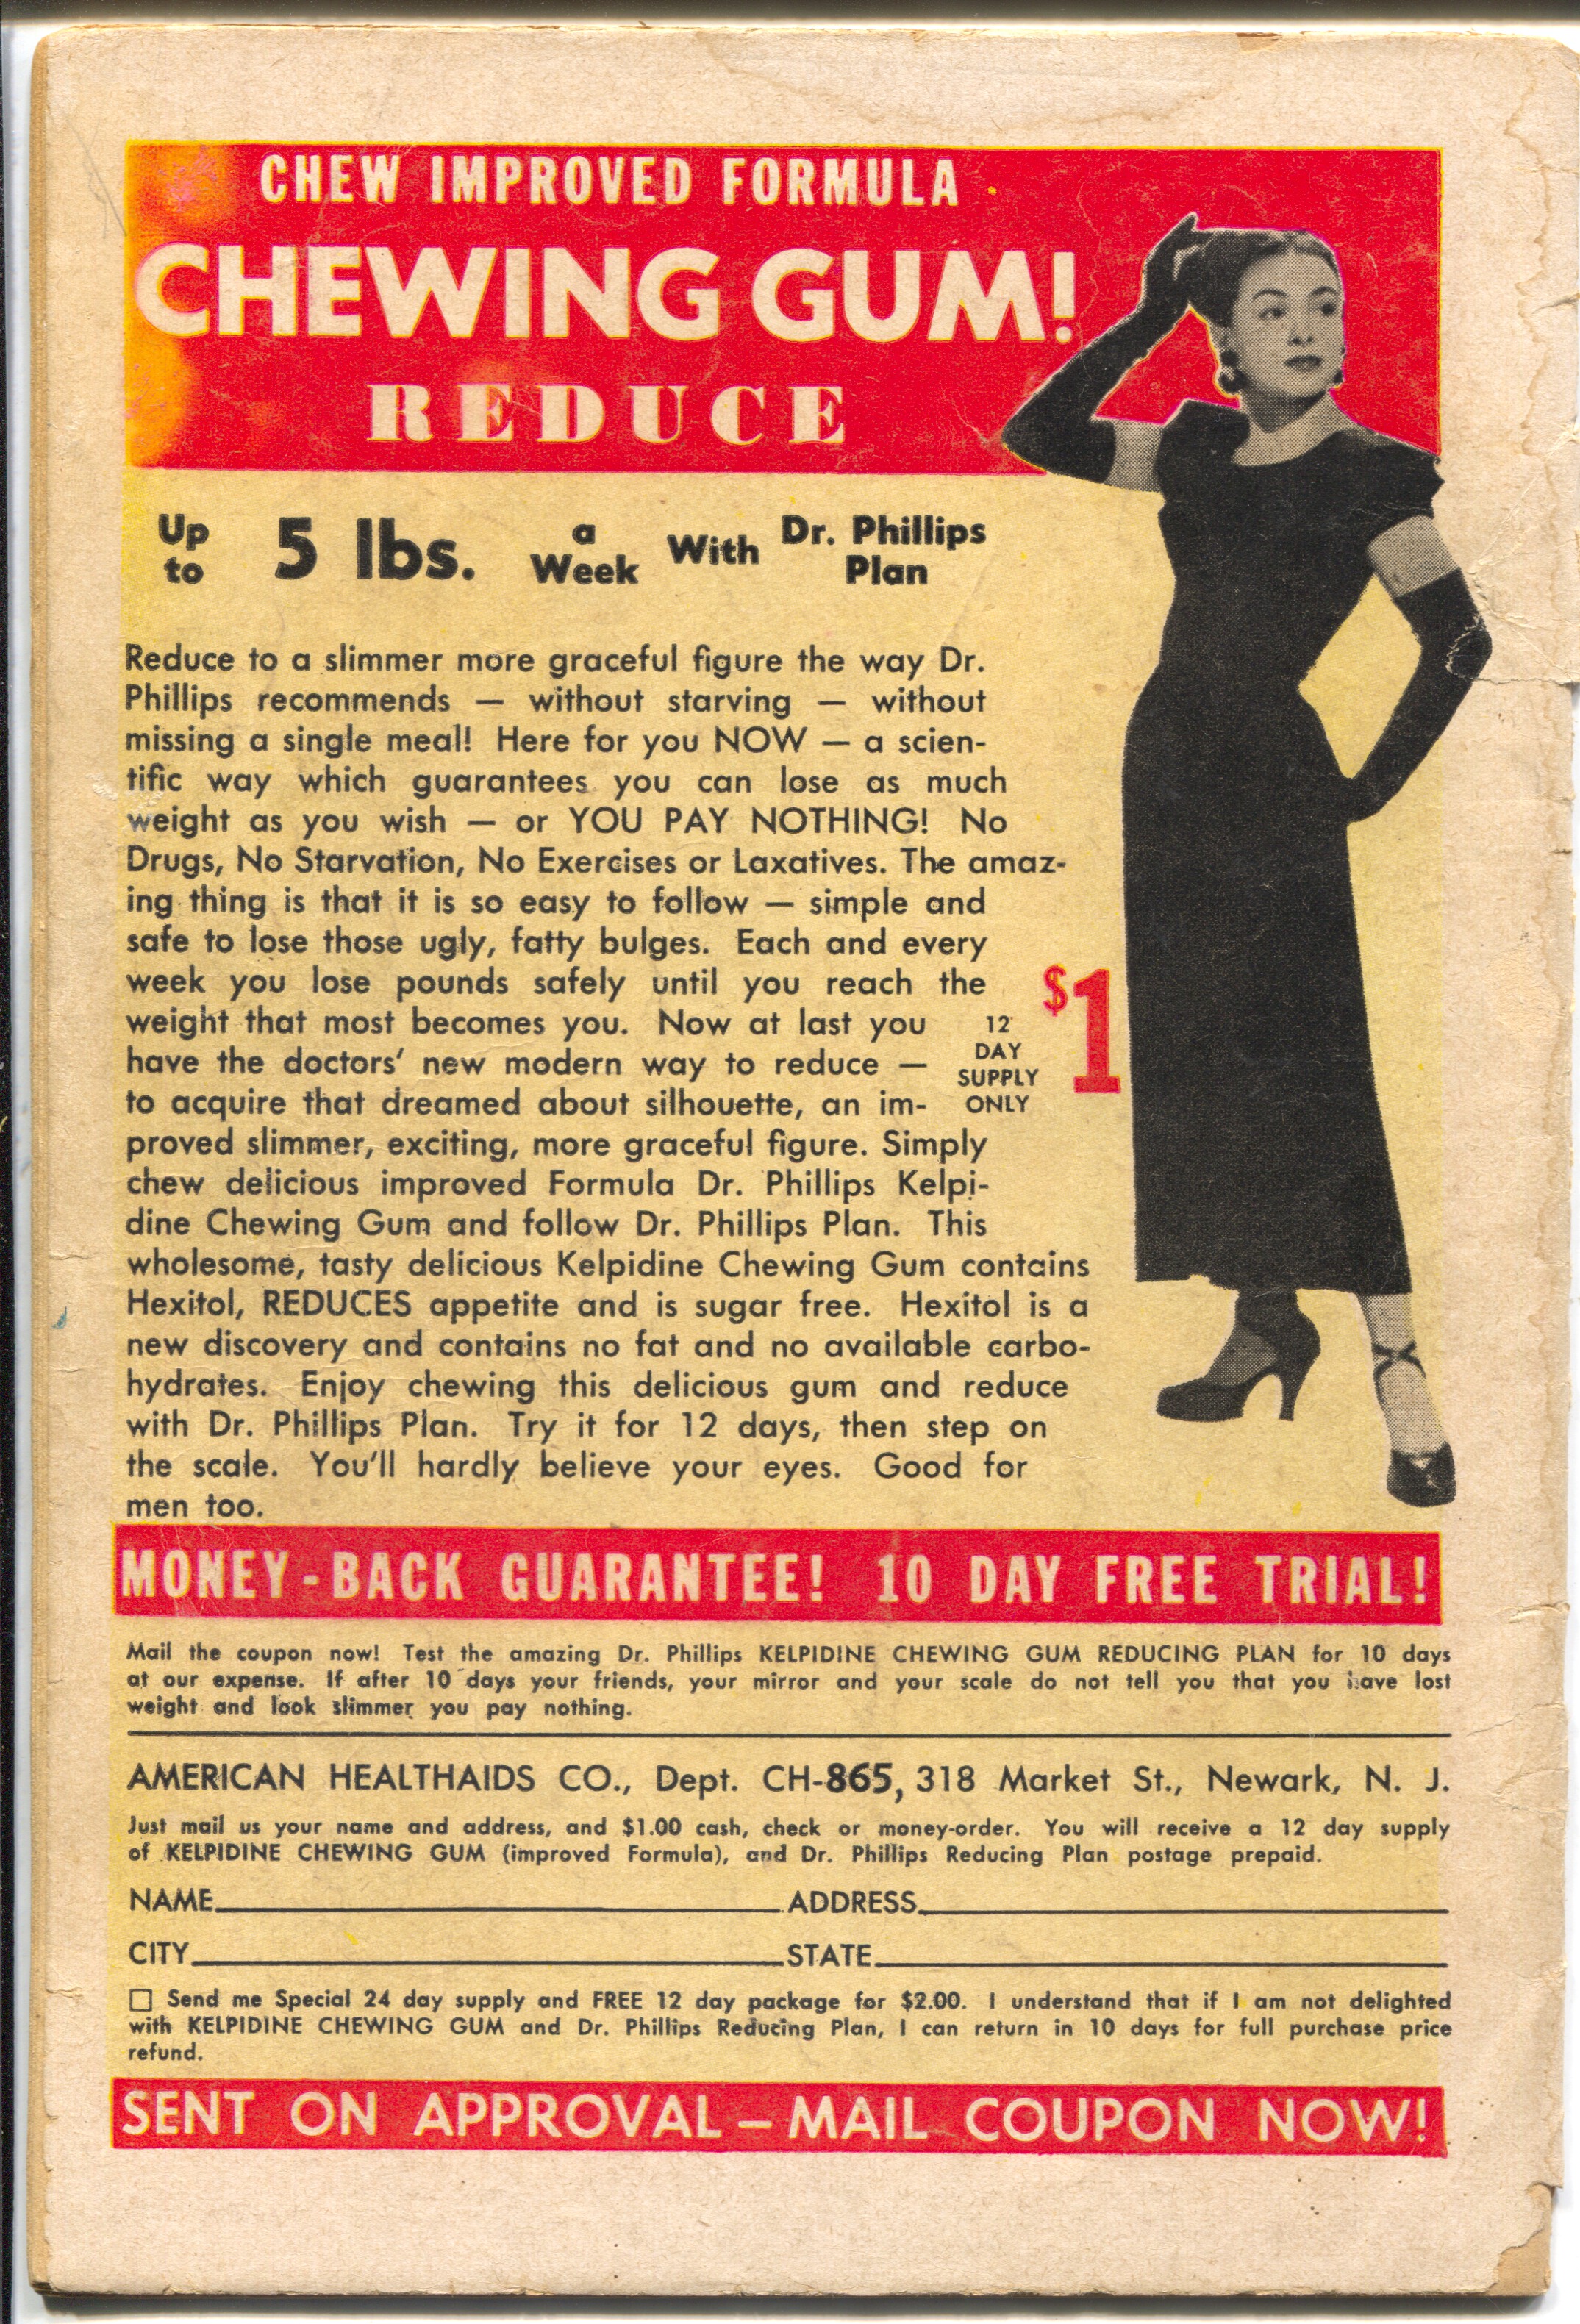 CHEW IMPROVED FORMULA
CHEWING GUM!
REDUCE
Up to 5 lbs. a Week With Dr. Phillips Plan
Reduce to a slimmer more graceful figure the way Dr.
Phillips recommends — without starving — without
missing a single meal! Here for you NOW — a scien-
tific way which guarantees you can lose as much
weight as you wish — or YOU PAY NOTHING! No
Drugs, No Starvation, No Exercises or Laxatives. The amaz-
ing thing is that it is so easy to follow — simple and
safe to lose those ugly, fatty bulges. Each and every
week you lose pounds safely until you reach the
weight that most becomes you. Now at last you
have the doctors' new modern way to reduce —
to acquire that dreamed about silhouette, an im-
proved slimmer, exciting, more graceful figure. Simply
chew delicious improved Formula Dr. Phillips Kelpi-
dine Chewing Gum and follow Dr. Phillips Plan. This
wholesome, tasty delicious Kelpidine Chewing Gum contains
Hexitol, REDUCES appetite and is sugar free. Hexitol is a
new discovery and contains no fat and no available carbo-
hydrates. Enjoy chewing this delicious gum and reduce
with Dr. Phillips Plan. Try it for 12 days, then step on
the scale. You'll hardly believe your eyes. Good for
men too.
12
DAY
SUPPLY
ONLY
$1
MONEY-BACK GUARANTEE! 10 DAY FREE TRIAL!
Mail the coupon now! Test the amazing Dr. Phillips KELPIDINE CHEWING GUM REDUCING PLAN for 10 days
at our expense. If after 10 days your friends, your mirror and your scale do not tell you that you have lost
weight and look slimmer you pay nothing.
AMERICAN HEALTHAIDS CO., Dept. CH-865, 318 Market St., Newark, N. J.
Just mail us your name and address, and $1.00 cash, check or money-order. You will receive a 12 day supply
of KELPIDINE CHEWING GUM (improved Formula), and Dr. Phillips Reducing Plan postage prepaid.
NAME ADDRESS
CITY STATE
☐ Send me Special 24 day supply and FREE 12 day package for $2.00. I understand that if I am not delighted
with KELPIDINE CHEWING GUM and Dr. Phillips Reducing Plan, I can return in 10 days for full purchase price
refund.
SENT ON APPROVAL — MAIL COUPON NOW!